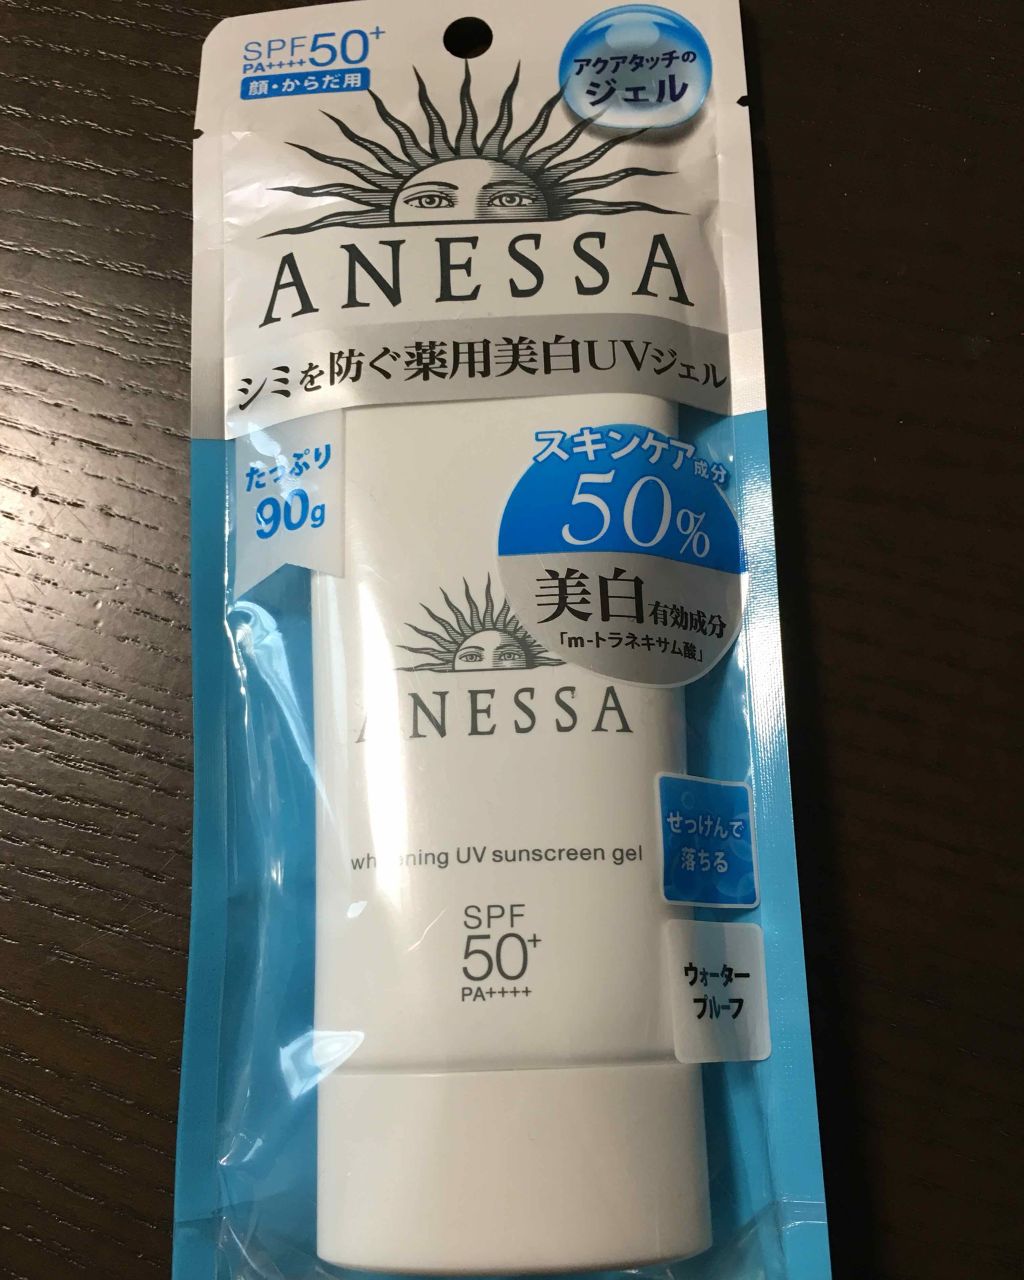 SPF50+
PA++++
顔・からだ用
アクアタッチの
ジェル
ANESSA
シミを防ぐ薬用美白UVジェル
たっぷり
90g
スキンケア成分
50%
美白有効成分
「m-トラネキサム酸」
ANESSA
whitening UV sunscreen gel
SPF
50+
PA++++
せっけんで
落ちる
ウォーター
プルーフ